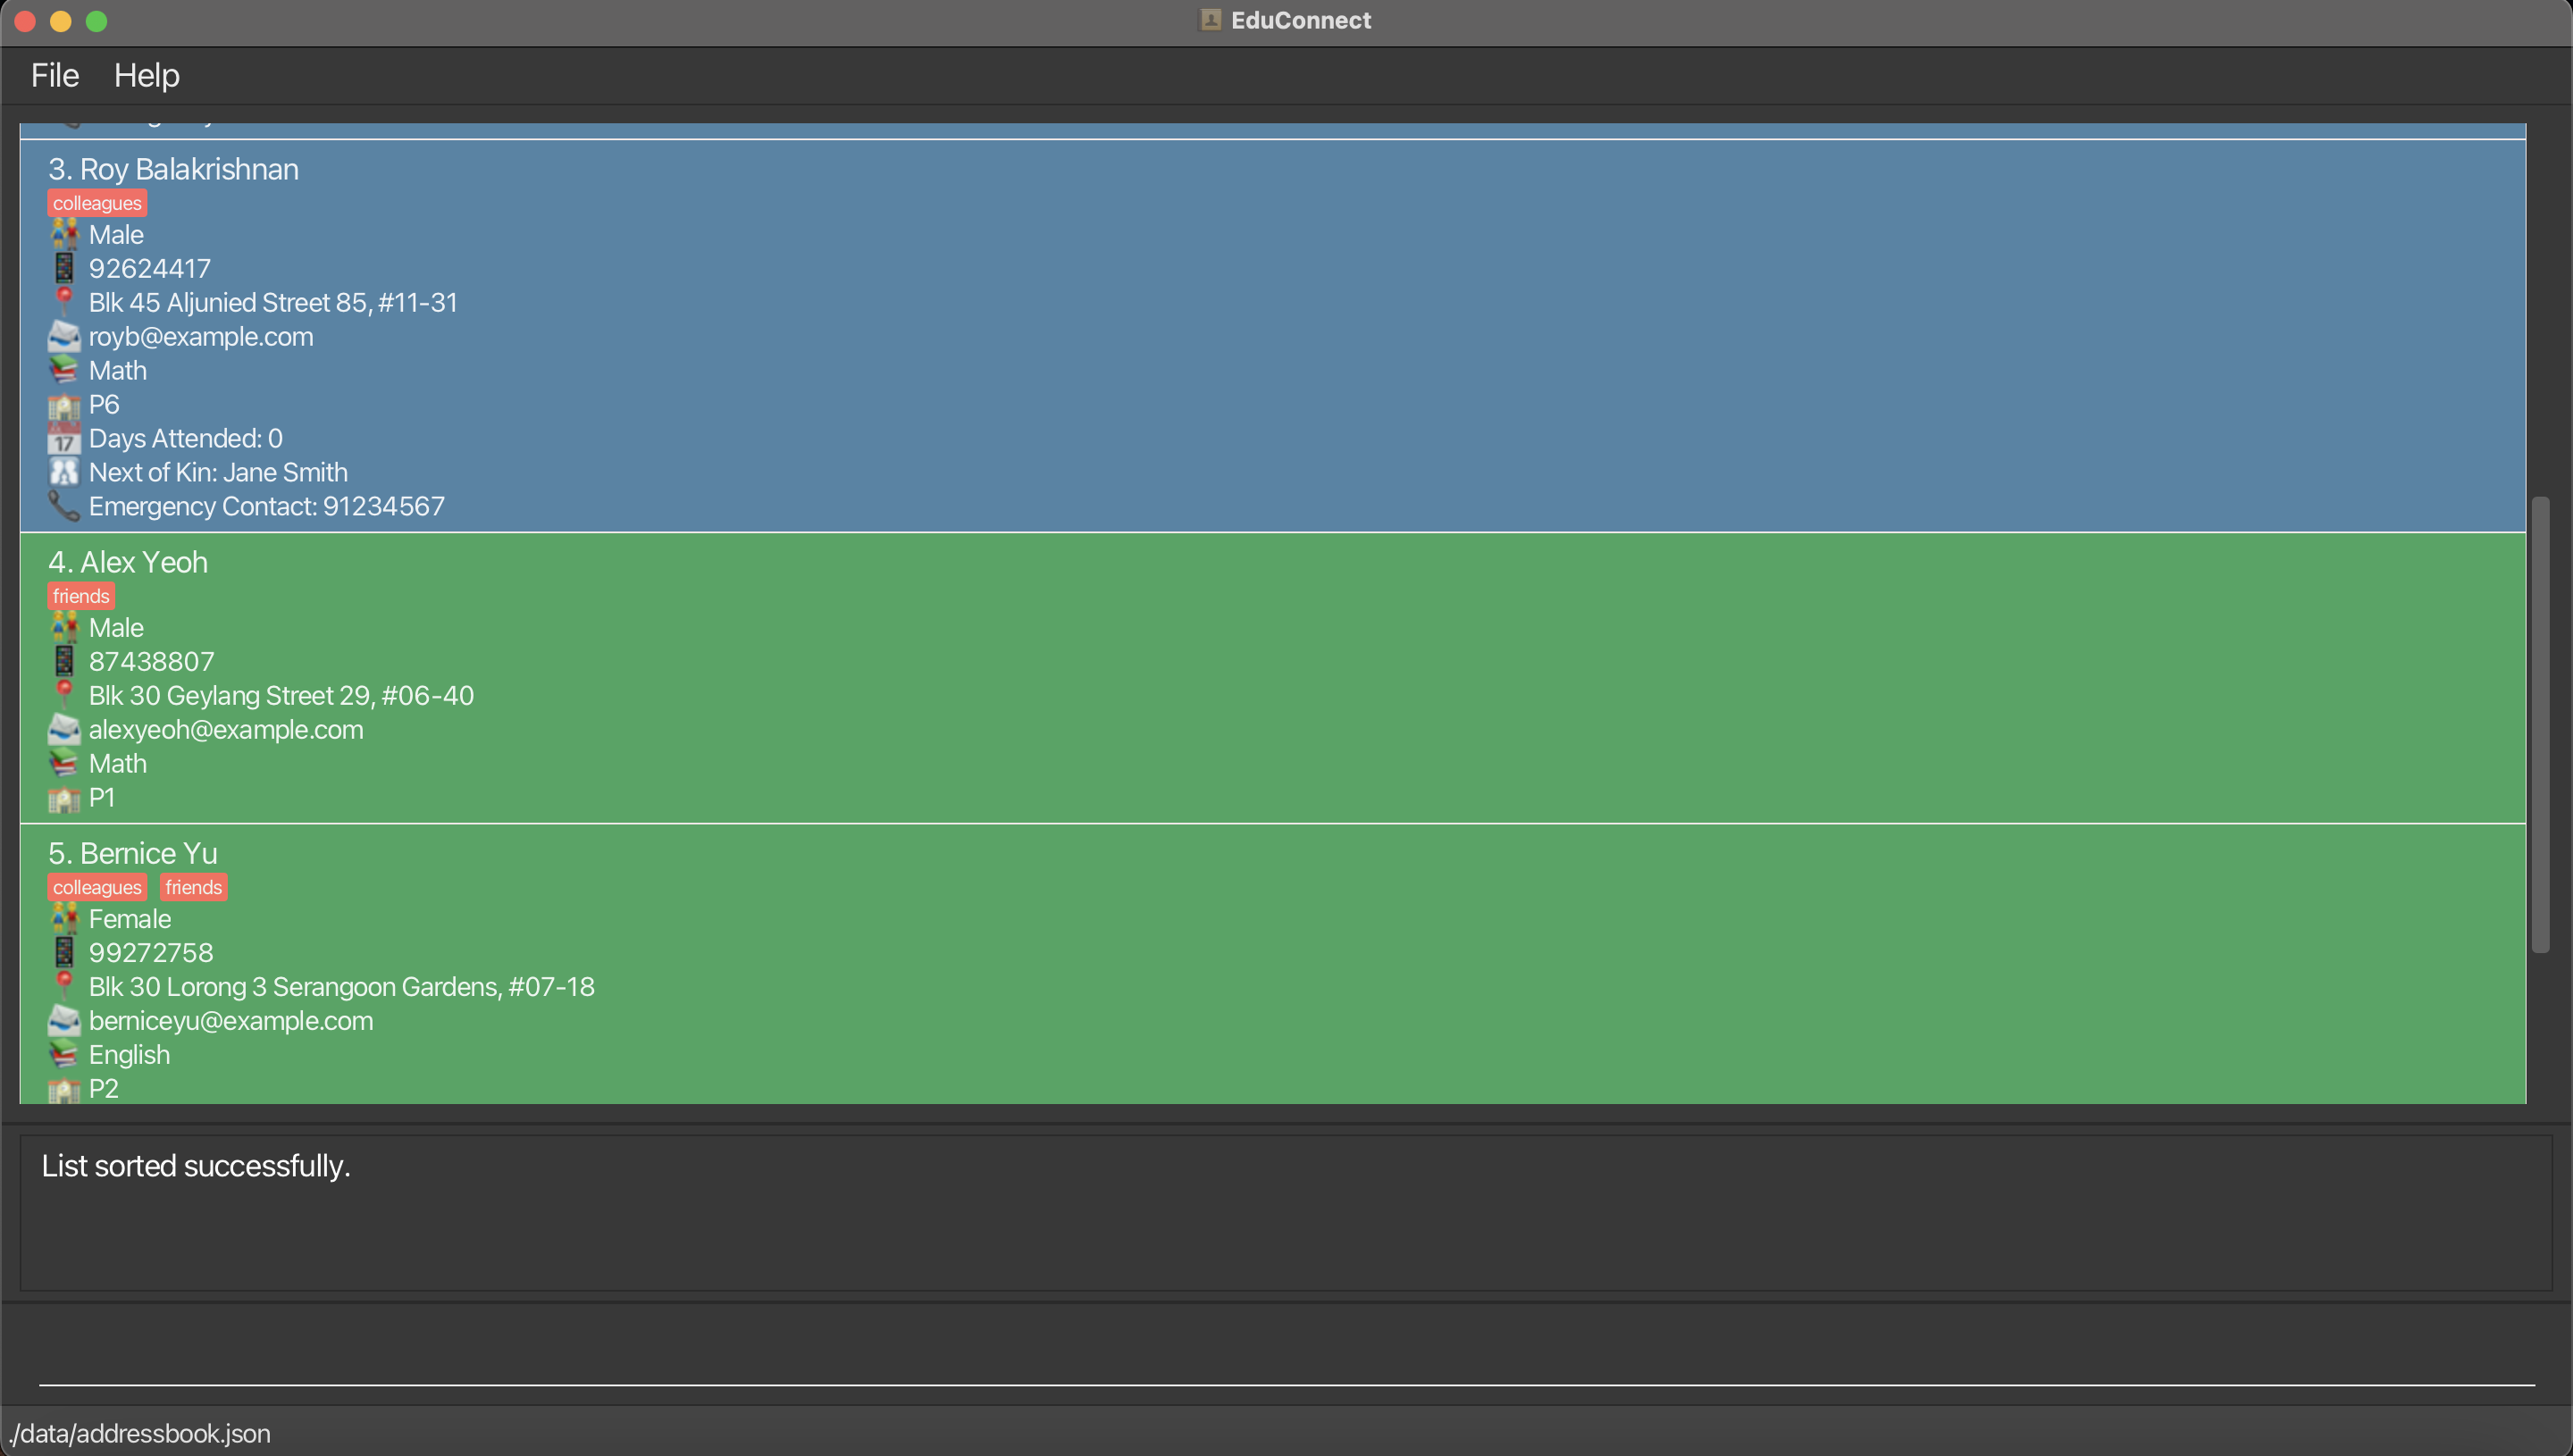 EduConnect
File Help
3. Roy Balakrishnan
colleagues
Male
92624417
Blk 45 Aljunied Street 85, #11-31
royb@example.com
Math
P6
17 Days Attended: 0
Next of Kin: Jane Smith
Emergency Contact: 91234567
4. Alex Yeoh
friends
Male
87438807
Blk 30 Geylang Street 29, #06-40
alexyeoh@example.com
Math
P1
5. Bernice Yu
colleagues friends
Female
99272758
Blk 30 Lorong 3 Serangoon Gardens, #07-18
berniceyu@example.com
English
P2
List sorted successfully.
./data/addressbook.json